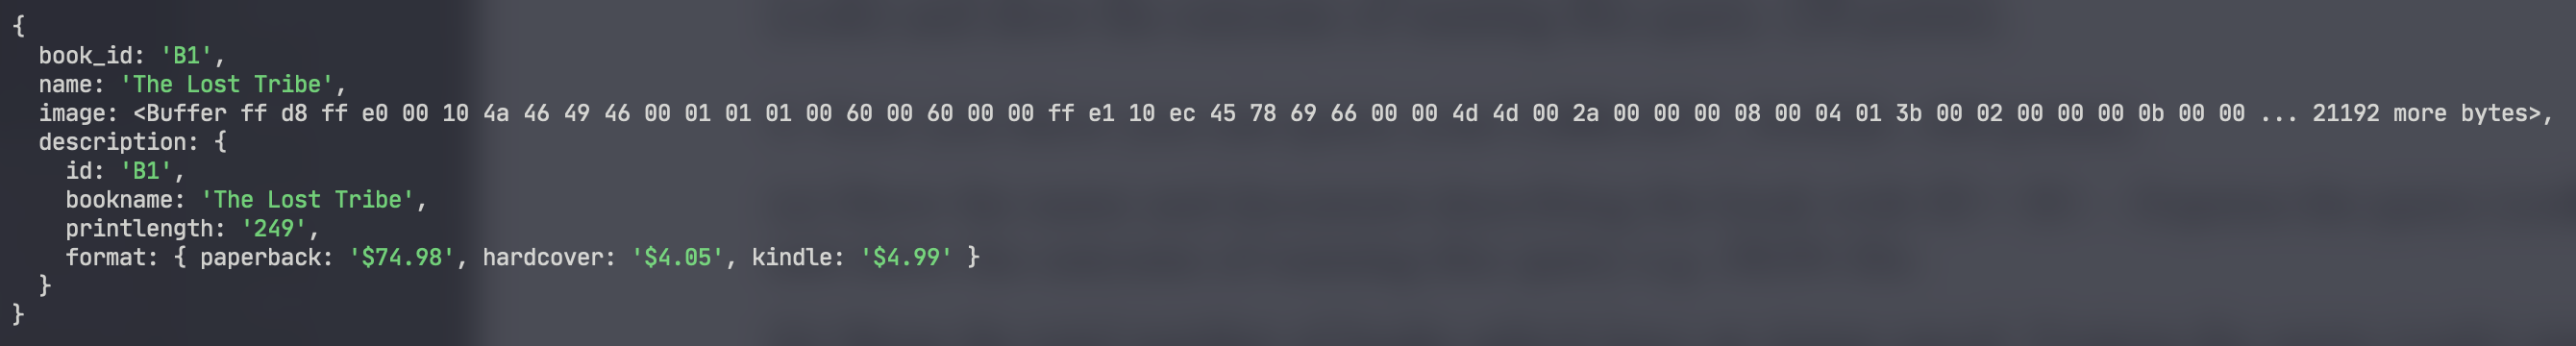 {
  book_id: 'B1',
  name: 'The Lost Tribe',
  image: <Buffer ff d8 ff e0 00 10 4a 46 49 46 00 01 01 01 00 60 00 60 00 00 ff e1 10 ec 45 78 69 66 00 00 4d 4d 00 2a 00 00 00 08 00 04 01 3b 00 02 00 00 00 0b 00 00 ... 21192 more bytes>,
  description: {
    id: 'B1',
    bookname: 'The Lost Tribe',
    printlength: '249',
    format: { paperback: '$74.98', hardcover: '$4.05', kindle: '$4.99' }
  }
}